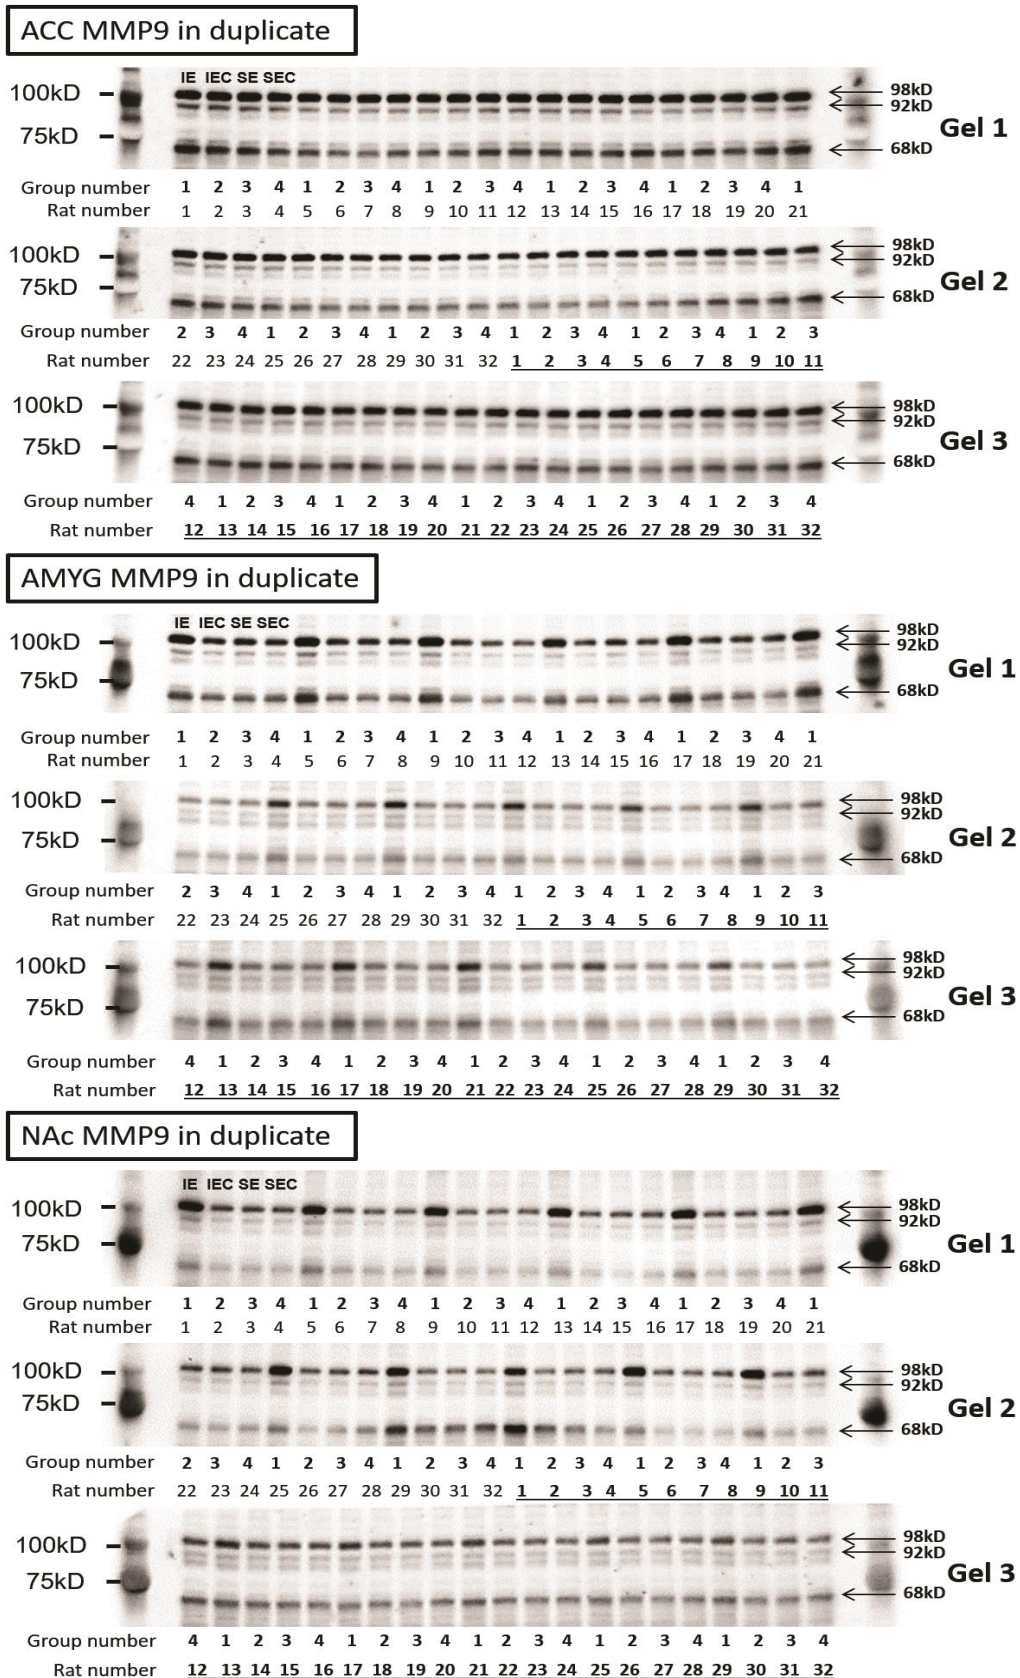 ACC MMP9 in duplicate
IE IEC SE SEC
100kD
98kD
92kD
75kD
Gel 1
68kD
Group number 1 2 3 4 1 2 3 4 1 2 3 4 1 2 3 4 1 2 3 4 1
Rat number 1 2 3 4 5 6 7 8 9 10 11 12 13 14 15 16 17 18 19 20 21
100kD
98kD
92kD
75kD
Gel 2
68kD
Group number 2 3 4 1 2 3 4 1 2 3 4 1 2 3 4 1 2 3 4 1 2 3
Rat number 22 23 24 25 26 27 28 29 30 31 32 1 2 3 4 5 6 7 8 9 10 11
100kD
98kD
92kD
75kD
Gel 3
68kD
Group number 4 1 2 3 4 1 2 3 4 1 2 3 4 1 2 3 4 1 2 3 4
Rat number 12 13 14 15 16 17 18 19 20 21 22 23 24 25 26 27 28 29 30 31 32
AMYG MMP9 in duplicate
IE IEC SE SEC
100kD
98kD
92kD
75kD
Gel 1
68kD
Group number 1 2 3 4 1 2 3 4 1 2 3 4 1 2 3 4 1 2 3 4 1
Rat number 1 2 3 4 5 6 7 8 9 10 11 12 13 14 15 16 17 18 19 20 21
100kD
98kD
92kD
75kD
Gel 2
68kD
Group number 2 3 4 1 2 3 4 1 2 3 4 1 2 3 4 1 2 3 4 1 2 3
Rat number 22 23 24 25 26 27 28 29 30 31 32 1 2 3 4 5 6 7 8 9 10 11
100kD
98kD
92kD
75kD
Gel 3
68kD
Group number 4 1 2 3 4 1 2 3 4 1 2 3 4 1 2 3 4 1 2 3 4
Rat number 12 13 14 15 16 17 18 19 20 21 22 23 24 25 26 27 28 29 30 31 32
NAc MMP9 in duplicate
IE IEC SE SEC
100kD
98kD
92kD
75kD
Gel 1
68kD
Group number 1 2 3 4 1 2 3 4 1 2 3 4 1 2 3 4 1 2 3 4 1
Rat number 1 2 3 4 5 6 7 8 9 10 11 12 13 14 15 16 17 18 19 20 21
100kD
98kD
92kD
75kD
Gel 2
68kD
Group number 2 3 4 1 2 3 4 1 2 3 4 1 2 3 4 1 2 3 4 1 2 3
Rat number 22 23 24 25 26 27 28 29 30 31 32 1 2 3 4 5 6 7 8 9 10 11
100kD
98kD
92kD
75kD
Gel 3
68kD
Group number 4 1 2 3 4 1 2 3 4 1 2 3 4 1 2 3 4 1 2 3 4
Rat number 12 13 14 15 16 17 18 19 20 21 22 23 24 25 26 27 28 29 30 31 32